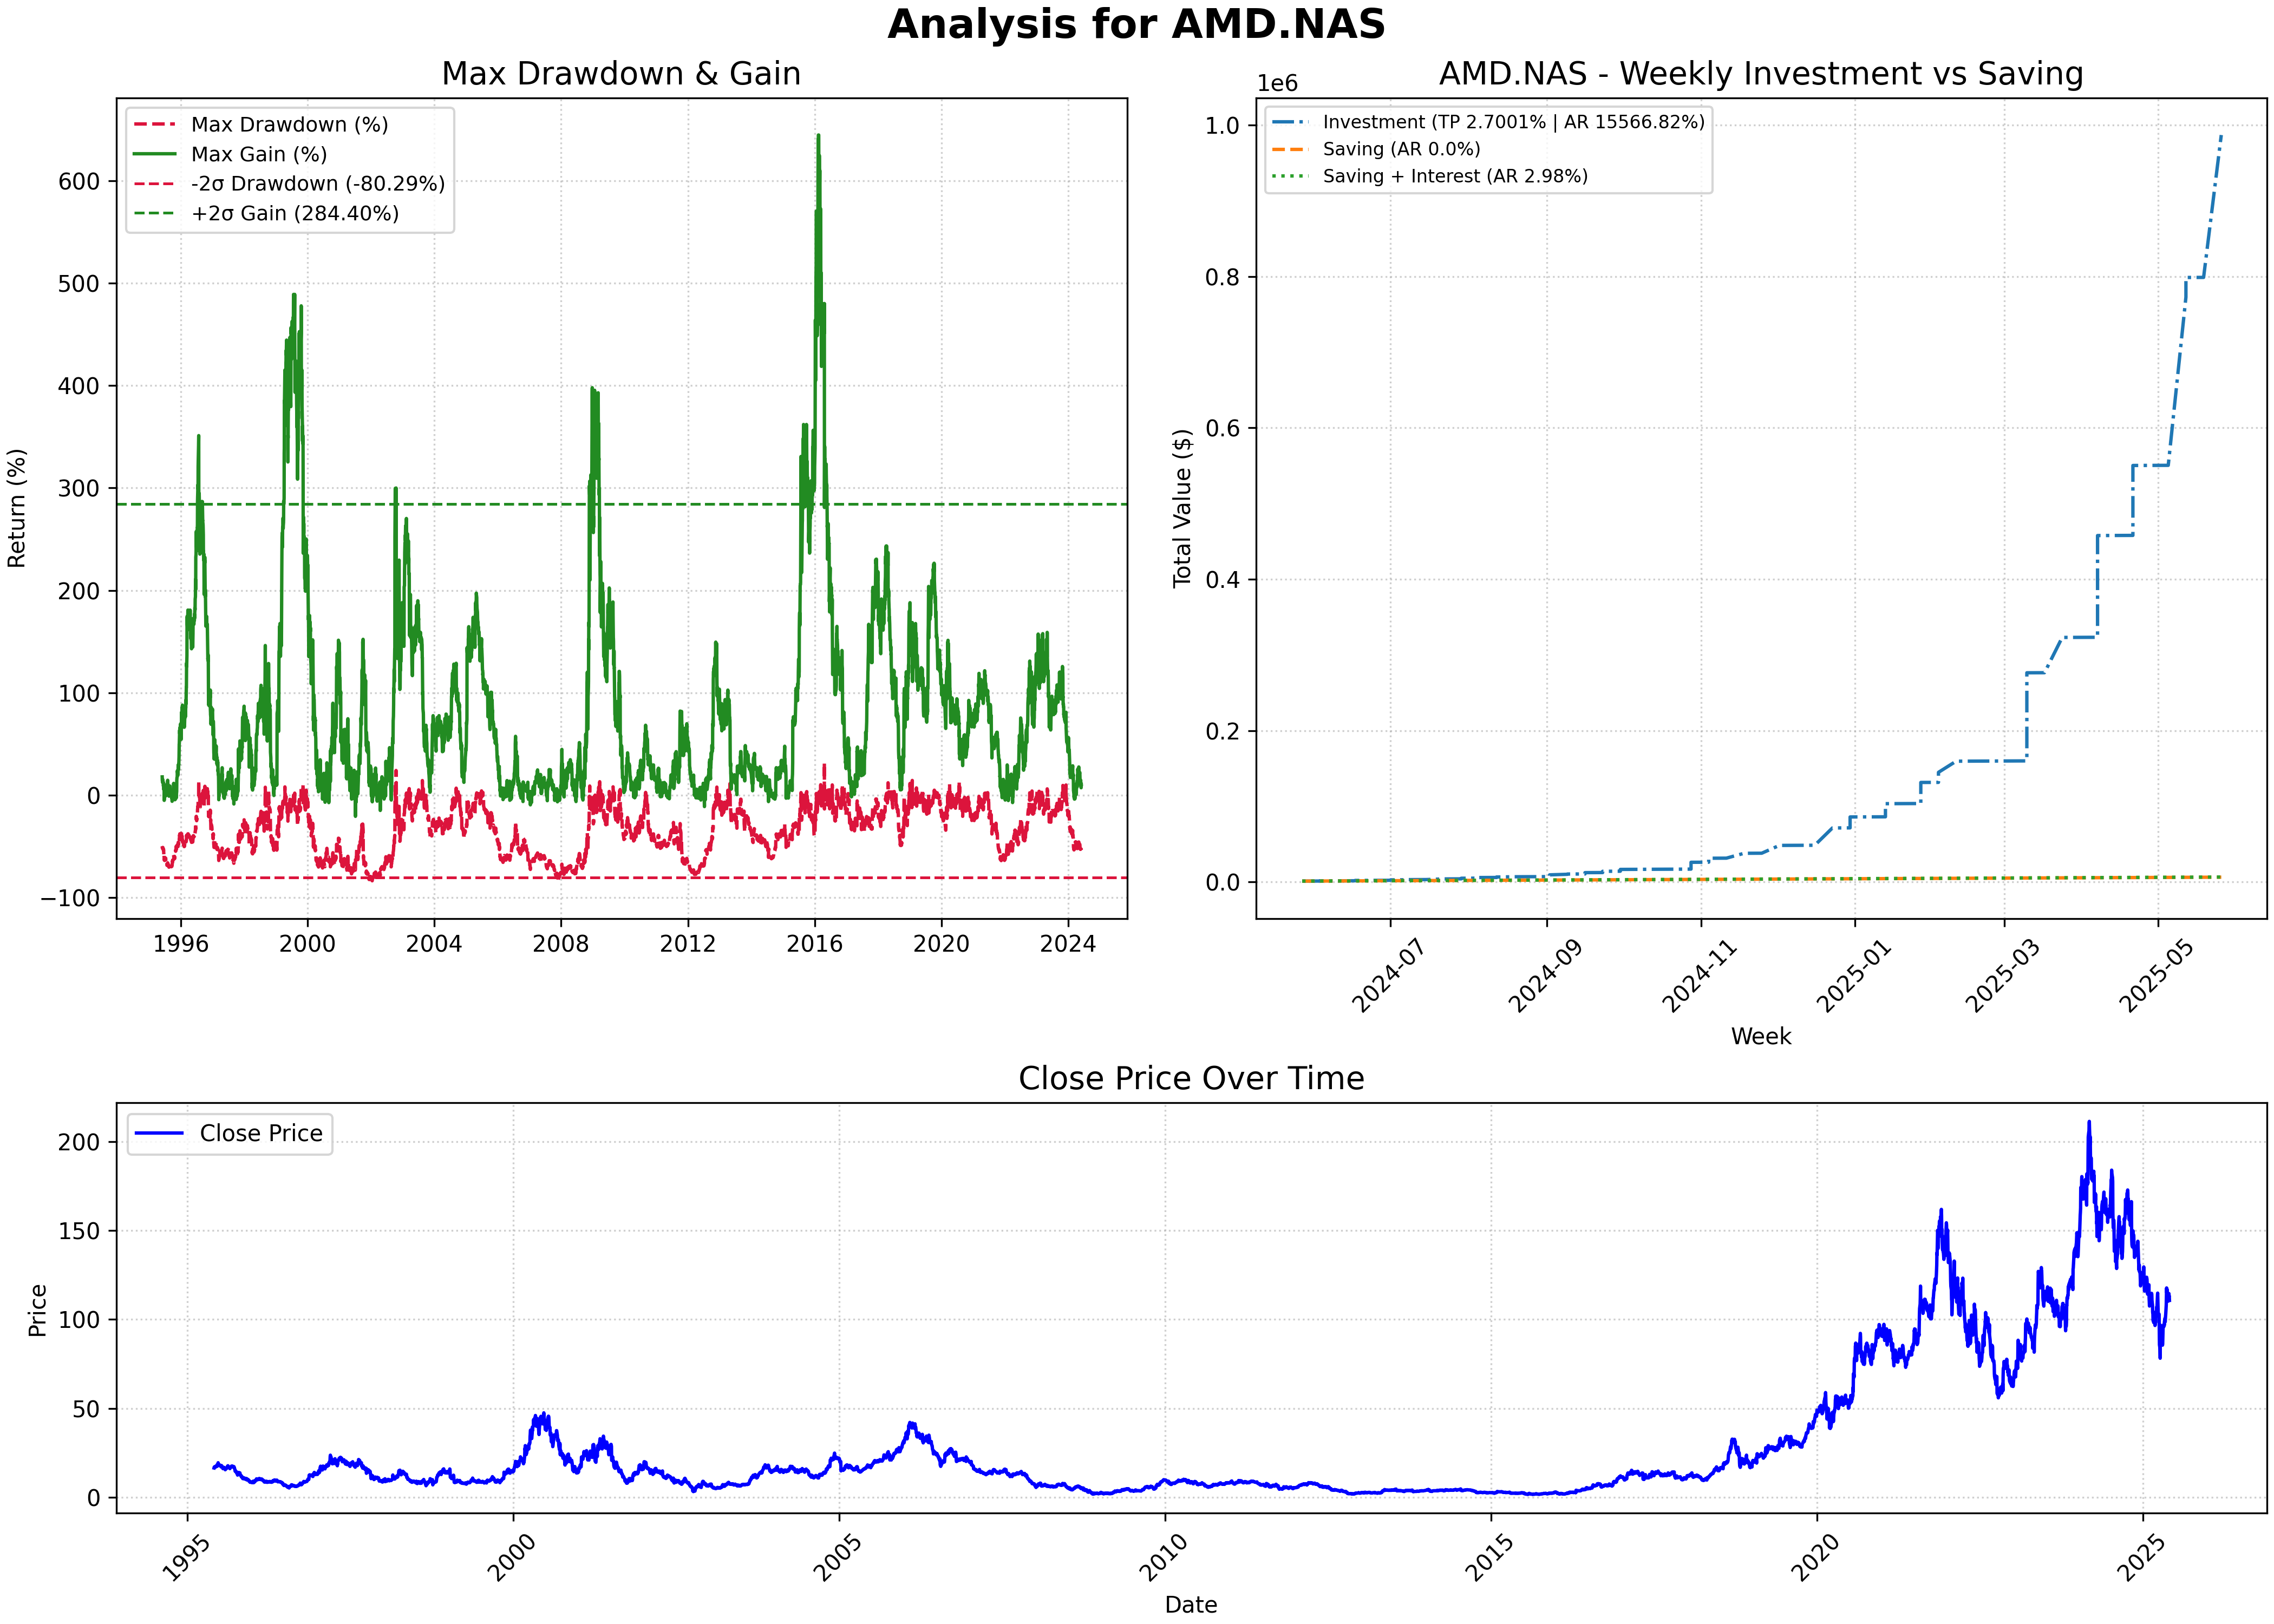 Analysis for AMD.NAS
Max Drawdown & Gain
Max Drawdown (%)
Max Gain (%)
-2σ Drawdown (-80.29%)
+2σ Gain (284.40%)
Return (%)
600
500
400
300
200
100
0
−100
1996 2000 2004 2008 2012 2016 2020 2024
AMD.NAS - Weekly Investment vs Saving
1e6
Investment (TP 2.7001% | AR 15566.82%)
Saving (AR 0.0%)
Saving + Interest (AR 2.98%)
Total Value ($)
1.0
0.8
0.6
0.4
0.2
0.0
2024-07 2024-09 2024-11 2025-01 2025-03 2025-05
Week
Close Price Over Time
Close Price
Price
200
150
100
50
0
1995 2000 2005 2010 2015 2020 2025
Date